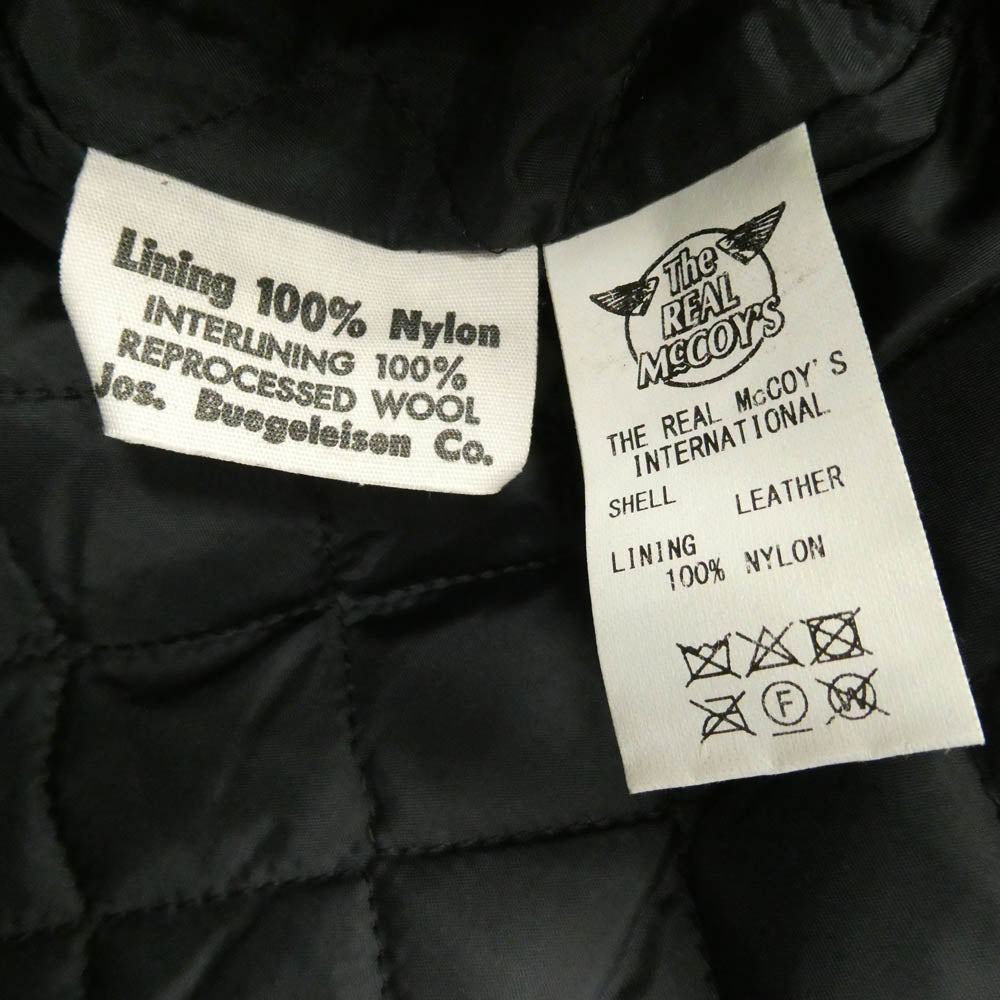 Lining 100% Nylon
INTERLINING 100%
REPROCESSED WOOL
Jos. Buegeleisen Co.
The
REAL
McCOY'S
THE REAL McCOY'S
INTERNATIONAL.
SHELL LEATHER
LINING
100% NYLON
F
W